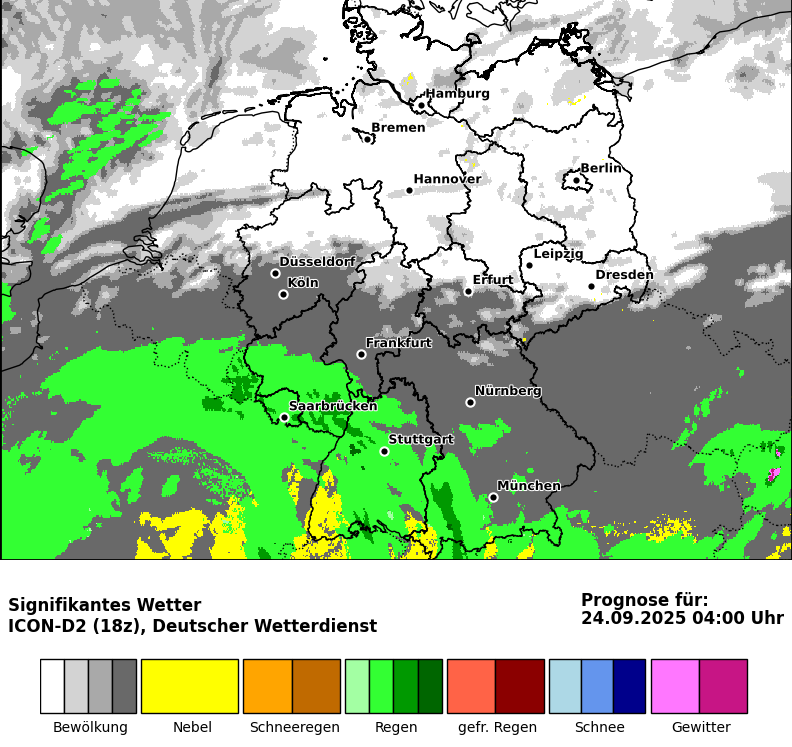 Hamburg
Bremen
Berlin
Hannover
Leipzig
Düsseldorf
Dresden
Köln
Erfurt
Frankfurt
Nürnberg
Saarbrücken
Stuttgart
München
Signifikantes Wetter
ICON-D2 (18z), Deutscher Wetterdienst
Prognose für:
24.09.2025 04:00 Uhr
Bewölkung
Nebel
Schneeregen
Regen
gefr. Regen
Schnee
Gewitter